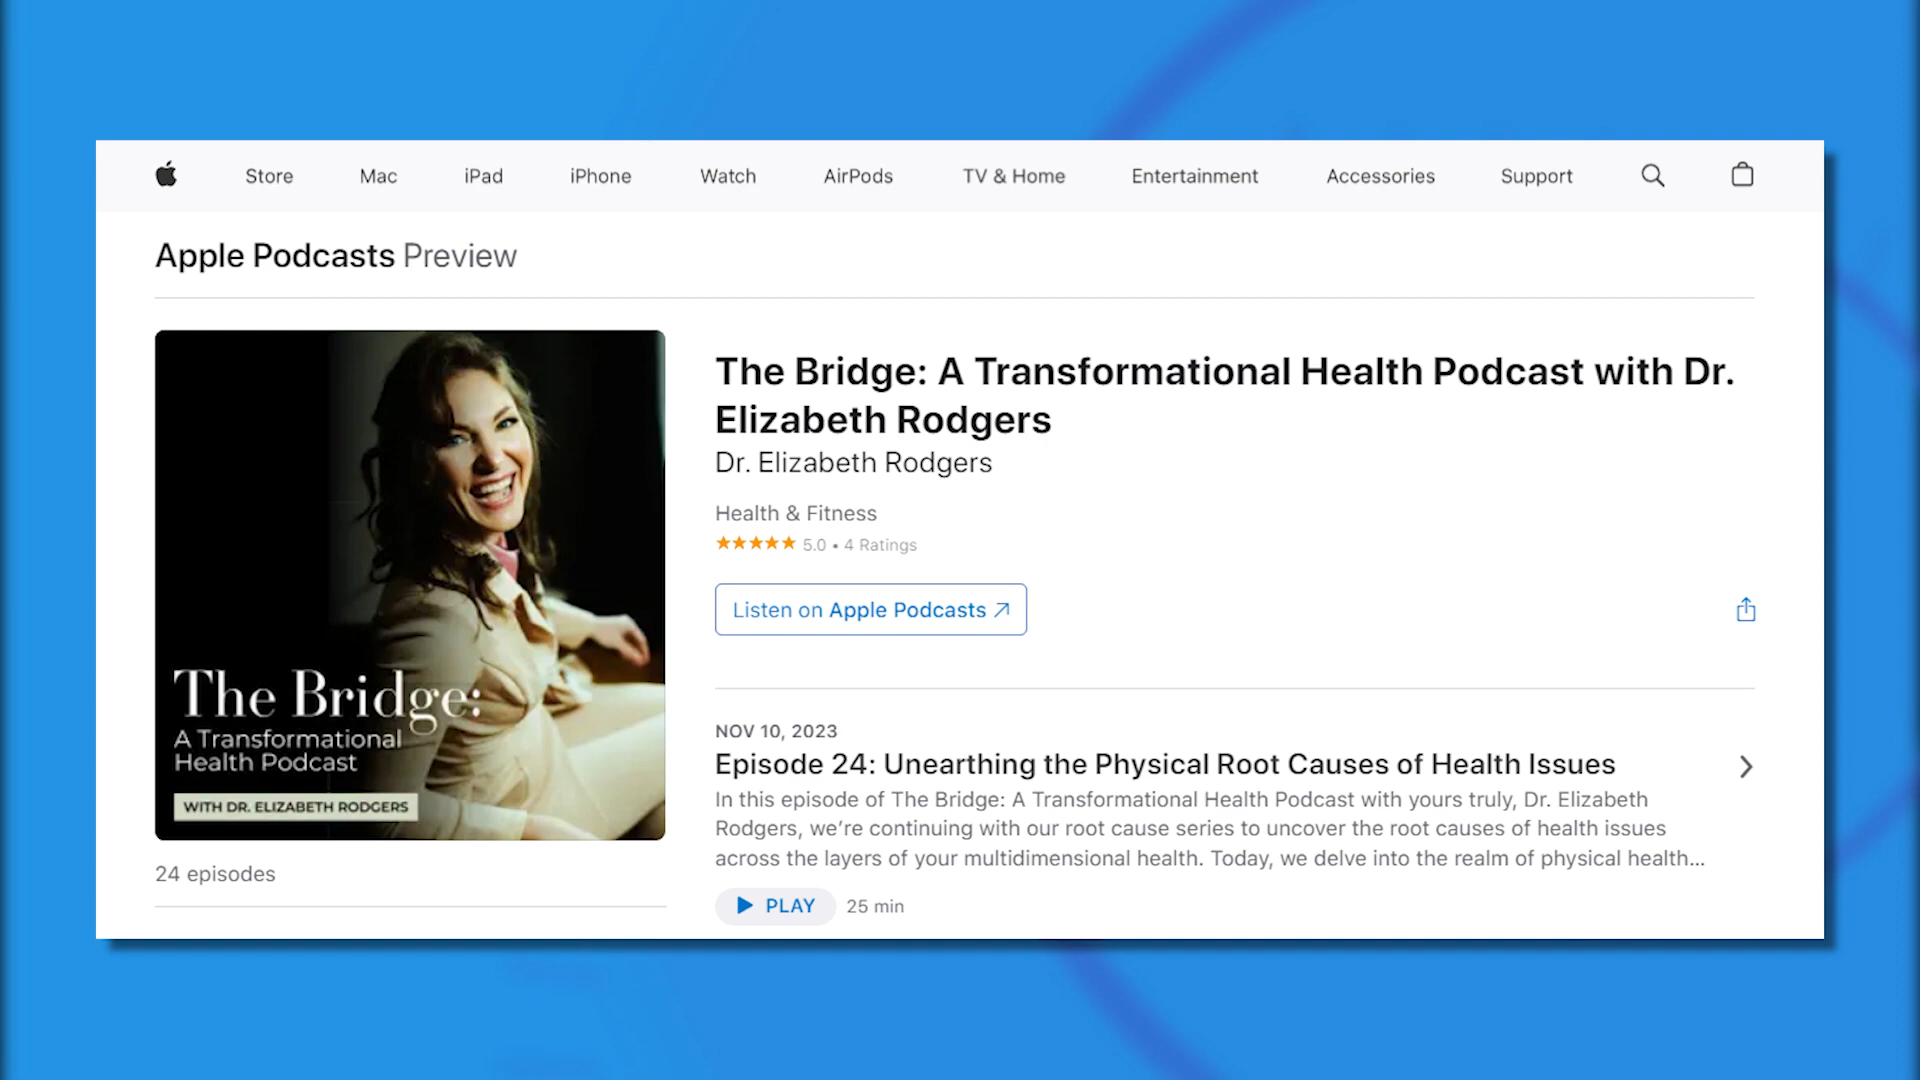 Store Mac iPad iPhone Watch AirPods TV & Home Entertainment Accessories Support
Apple Podcasts Preview
The Bridge:
A Transformational
Health Podcast
WITH DR. ELIZABETH RODGERS
24 episodes
The Bridge: A Transformational Health Podcast with Dr.
Elizabeth Rodgers
Dr. Elizabeth Rodgers
Health & Fitness
★★★★★ 5.0 • 4 Ratings
Listen on Apple Podcasts ↗
NOV 10, 2023
Episode 24: Unearthing the Physical Root Causes of Health Issues
In this episode of The Bridge: A Transformational Health Podcast with yours truly, Dr. Elizabeth
Rodgers, we’re continuing with our root cause series to uncover the root causes of health issues
across the layers of your multidimensional health. Today, we delve into the realm of physical health...
PLAY 25 min